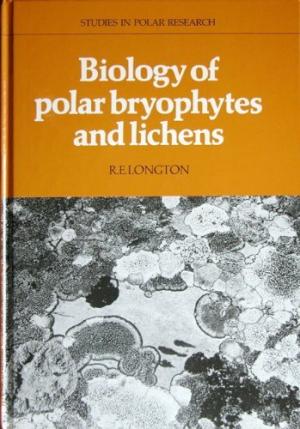 STUDIES IN POLAR RESEARCH
Biology of
polar bryophytes
and lichens
R.E.LONGTON